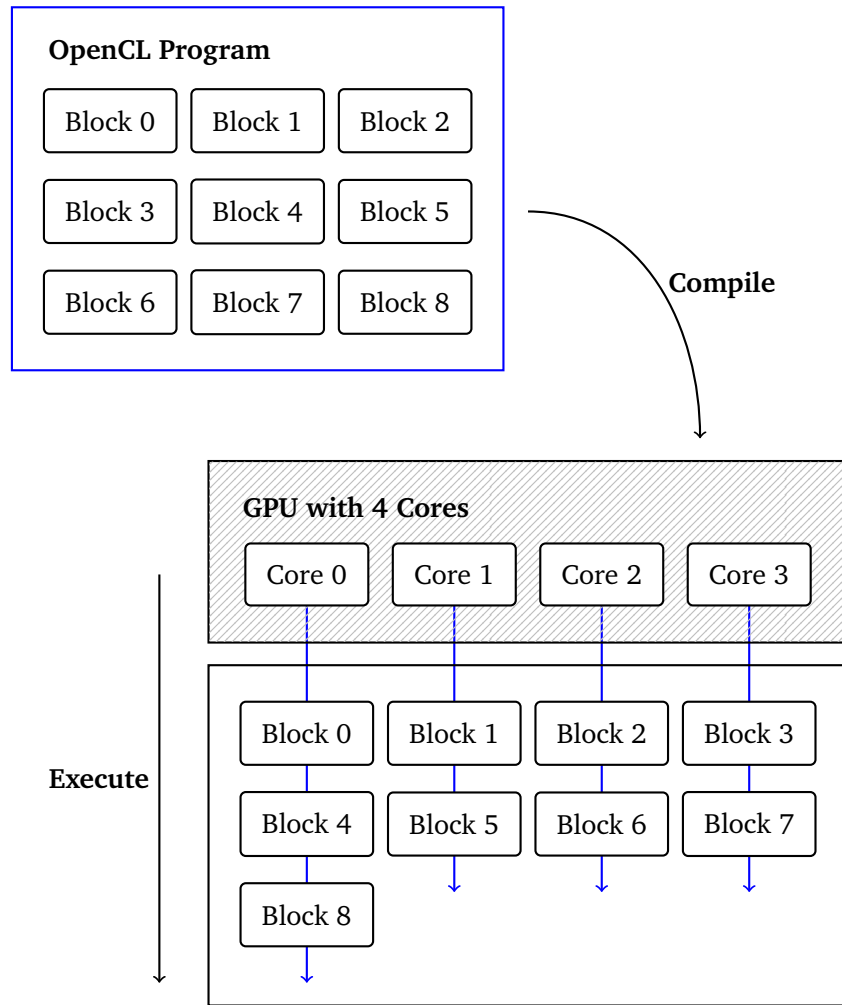 OpenCL Program
Block 0 Block 1 Block 2
Block 3 Block 4 Block 5
Block 6 Block 7 Block 8
Compile
GPU with 4 Cores
Core 0 Core 1 Core 2 Core 3
Block 0 Block 1 Block 2 Block 3
Execute
Block 4 Block 5 Block 6 Block 7
Block 8